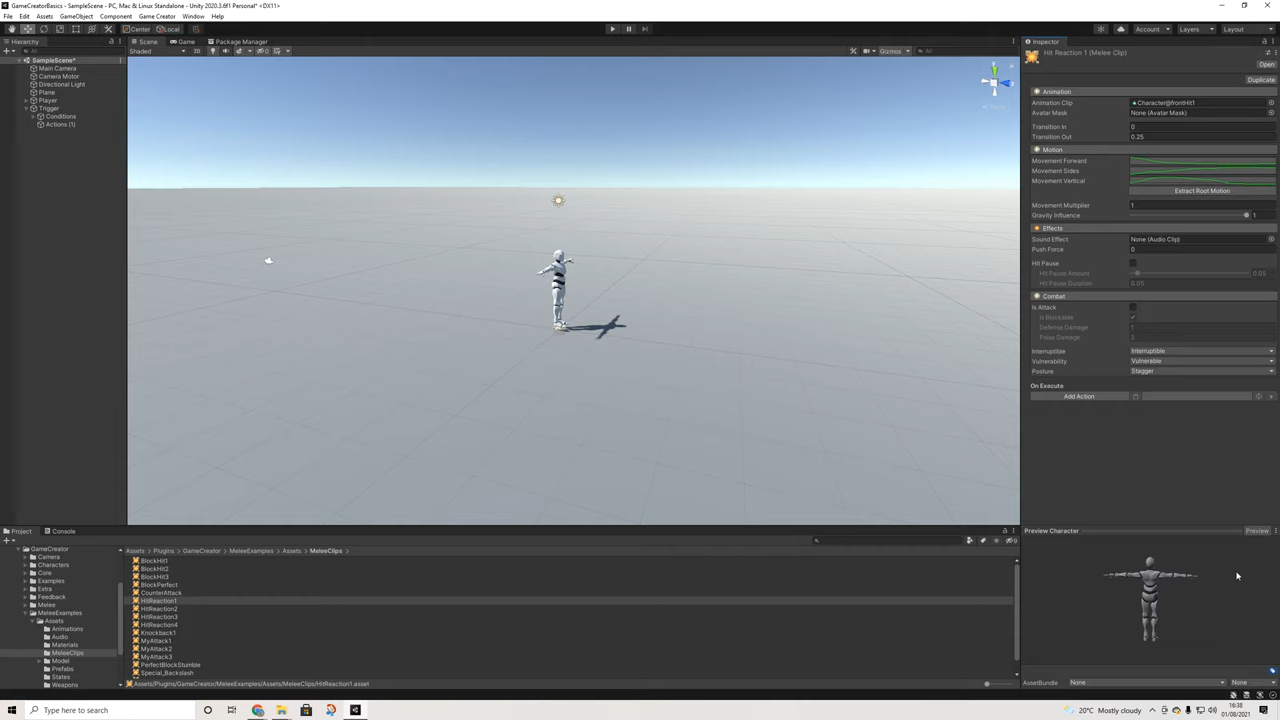 GameCreatorBasics - SampleScene - PC, Mac & Linux Standalone - Unity 2020.3.6f1 Personal* <DX11>
File Edit Assets GameObject Component Game Creator Window Help
Center Local Account Layers Layout
Hierarchy
All
SampleScene*
Main Camera
Camera Motor
Directional Light
Plane
Player
Trigger
Conditions
Actions (1)
Scene Game Package Manager
Shaded 2D Gizmos All
Inspector
Hit Reaction 1 (Melee Clip)
Open
Duplicate
Animation
Animation Clip Character@frontHit1
Avatar Mask None (Avatar Mask)
Transition In 0
Transition Out 0.25
Motion
Movement Forward
Movement Sides
Movement Vertical
Extract Root Motion
Movement Multiplier 1
Gravity Influence 1
Effects
Sound Effect None (Audio Clip)
Push Force 0
Hit Pause
Hit Pause Amount 0.05
Hit Pause Duration 0.05
Combat
Is Attack
Is Blockable
Defense Damage 1
Poise Damage 2
Interruptible Interruptible
Vulnerability Vulnerable
Posture Stagger
On Execute
Add Action
Preview Character Preview
AssetBundle None None
Project Console
GameCreator
Camera
Characters
Core
Examples
Extra
Feedback
Melee
MeleeExamples
Assets
Animations
Audio
Materials
MeleeClips
Model
Prefabs
States
Weapons
Assets > Plugins > GameCreator > MeleeExamples > Assets > MeleeClips >
BlockHit1
BlockHit2
BlockHit3
BlockPerfect
CounterAttack
HitReaction1
HitReaction2
HitReaction3
HitReaction4
Knockback1
MyAttack1
MyAttack2
MyAttack3
PerfectBlockStumble
Special_Backslash
Assets/Plugins/GameCreator/MeleeExamples/Assets/MeleeClips/HitReaction1.asset
Type here to search
20°C Mostly cloudy
16:38
01/08/2021